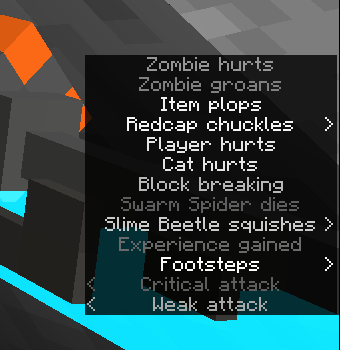 Zombie hurts
Zombie groans
Item plops
Redcap chuckles >
Player hurts
Cat hurts
Block breaking
Swarm Spider dies
Slime Beetle squishes >
Experience gained
Footsteps >
< Critical attack
< Weak attack